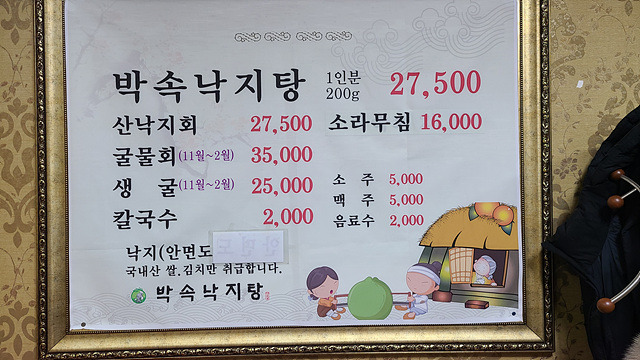 박속낙지탕 1인분 200g 27,500
산낙지회 27,500 소라무침 16,000
굴물회(11월~2월) 35,000
생 굴(11월~2월) 25,000
소 주 5,000
맥 주 5,000
칼국수 2,000
음료수 2,000
낙지(안면도
국내산 쌀.김치만 취급합니다.
박속낙지탕